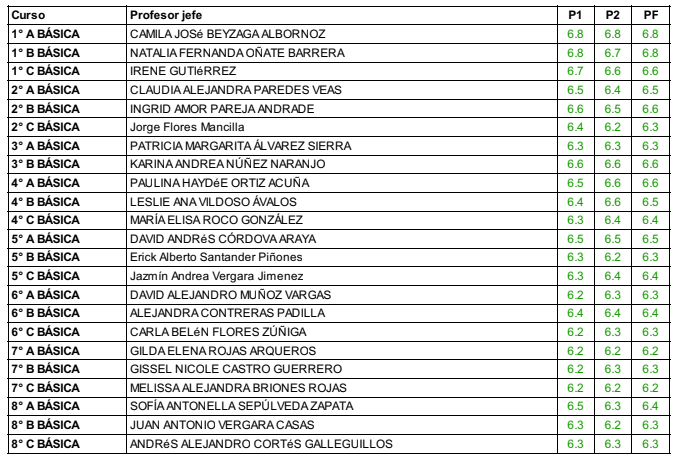 Curso Profesor jefe P1 P2 PF
1° A BÁSICA CAMILA JOSé BEYZAGA ALBORNOZ 6.8 6.8 6.8
1° B BÁSICA NATALIA FERNANDA OÑATE BARRERA 6.8 6.7 6.8
1° C BÁSICA IRENE GUTIéRREZ 6.7 6.6 6.6
2° A BÁSICA CLAUDIA ALEJANDRA PAREDES VEAS 6.5 6.4 6.5
2° B BÁSICA INGRID AMOR PAREJA ANDRADE 6.6 6.5 6.6
2° C BÁSICA Jorge Flores Mancilla 6.4 6.2 6.3
3° A BÁSICA PATRICIA MARGARITA ÁLVAREZ SIERRA 6.3 6.3 6.3
3° B BÁSICA KARINA ANDREA NÚÑEZ NARANJO 6.6 6.6 6.6
4° A BÁSICA PAULINA HAYDéE ORTIZ ACUÑA 6.5 6.6 6.6
4° B BÁSICA LESLIE ANA VILDOSO ÁVALOS 6.4 6.6 6.5
4° C BÁSICA MARÍA ELISA ROCO GONZÁLEZ 6.3 6.4 6.4
5° A BÁSICA DAVID ANDRéS CÓRDOVA ARAYA 6.5 6.5 6.5
5° B BÁSICA Erick Alberto Santander Piñones 6.3 6.2 6.3
5° C BÁSICA Jazmín Andrea Vergara Jimenez 6.3 6.4 6.4
6° A BÁSICA DAVID ALEJANDRO MUÑOZ VARGAS 6.2 6.3 6.3
6° B BÁSICA ALEJANDRA CONTRERAS PADILLA 6.4 6.4 6.4
6° C BÁSICA CARLA BELéN FLORES ZÚÑIGA 6.2 6.3 6.3
7° A BÁSICA GILDA ELENA ROJAS ARQUEROS 6.2 6.2 6.2
7° B BÁSICA GISSEL NICOLE CASTRO GUERRERO 6.2 6.3 6.3
7° C BÁSICA MELISSA ALEJANDRA BRIONES ROJAS 6.2 6.2 6.2
8° A BÁSICA SOFÍA ANTONELLA SEPÚLVEDA ZAPATA 6.5 6.3 6.4
8° B BÁSICA JUAN ANTONIO VERGARA CASAS 6.3 6.2 6.3
8° C BÁSICA ANDRéS ALEJANDRO CORTéS GALLEGUILLOS 6.3 6.3 6.3